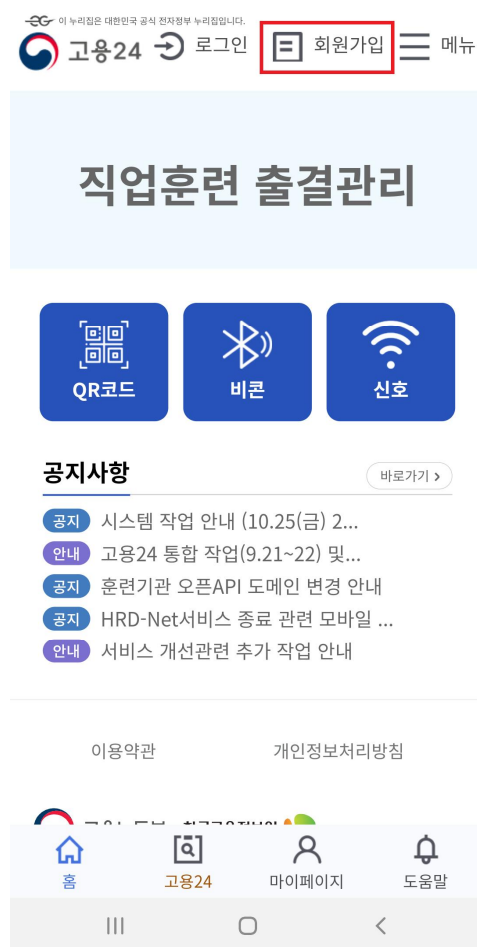 이 누리집은 대한민국 공식 전자정부 누리집입니다.
고용24 로그인 회원가입 메뉴
직업훈련 출결관리
QR코드 비콘 신호
공지사항 바로가기 >
공지 시스템 작업 안내 (10.25(금) 2...
안내 고용24 통합 작업(9.21~22) 및...
공지 훈련기관 오픈API 도메인 변경 안내
공지 HRD-Net서비스 종료 관련 모바일 ...
안내 서비스 개선관련 추가 작업 안내
이용약관 개인정보처리방침
홈 고용24 마이페이지 도움말